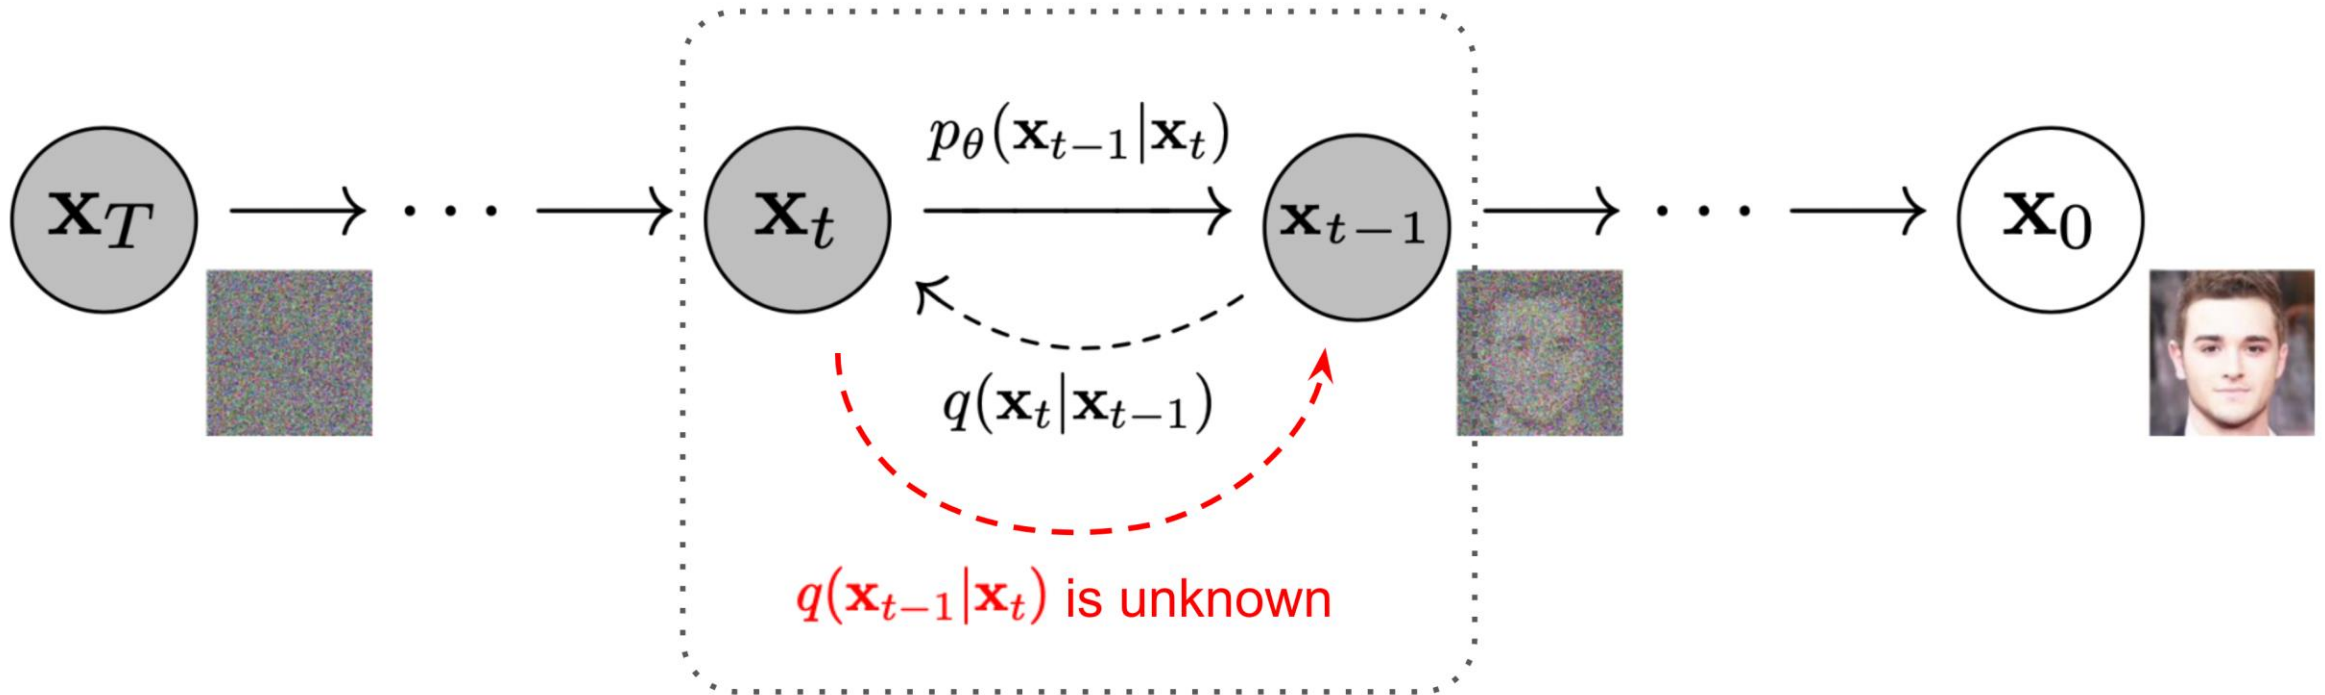 p_θ(x_{t−1}|x_t)
x_T → ··· → x_t → x_{t−1} → ··· → x_0
q(x_t|x_{t−1})
q(x_{t−1}|x_t) is unknown